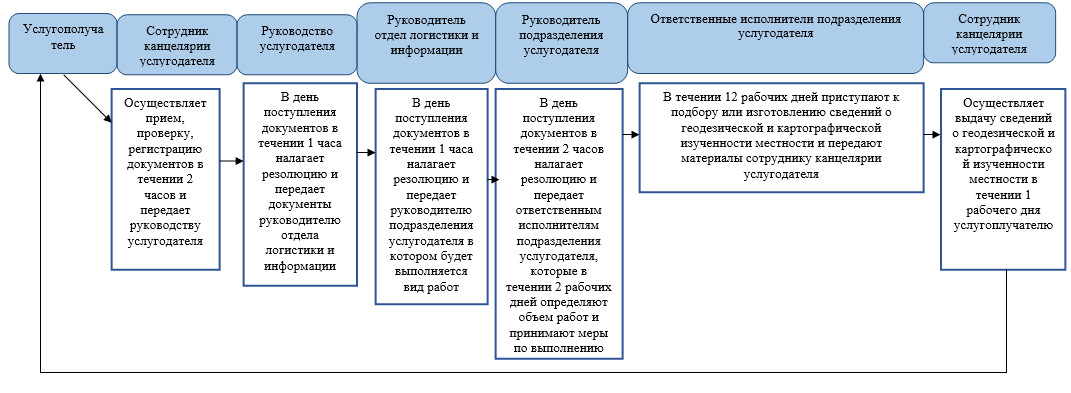 Услугополуча
тель
Сотрудник
канцелярии
услугодателя
Руководство
услугодателя
Руководитель
отдел логистики и
информации
Руководитель
подразделения
услугодателя
Ответственные исполнители подразделения
услугодателя
Сотрудник
канцелярии
услугодателя
Осуществляет
прием,
проверку,
регистрацию
документов в
течении 2
часов и
передает
руководству
услугодателя
В день
поступления
документов в
течении 1 часа
налагает
резолюцию и
передает
документы
руководителю
отдела
логистики и
информации
В день
поступления
документов в
течении 1 часа
налагает
резолюцию и
передает
руководителю
подразделения
услугодателя в
котором будет
выполняется
вид работ
В день
поступления
документов в
течении 2 часов
налагает
резолюцию и
передает
ответственным
исполнителям
подразделения
услугодателя,
которые в
течении 2 рабочих
дней определяют
объем работ и
принимают меры
по выполнению
В течении 12 рабочих дней приступают к
подбору или изготовлению сведений о
геодезической и картографической
изученности местности и передают
материалы сотруднику канцелярии
услугодателя
Осуществляет
выдачу сведений
о геодезической и
картографическо
й изученности
местности в
течении 1
рабочего дня
услугоплучателю